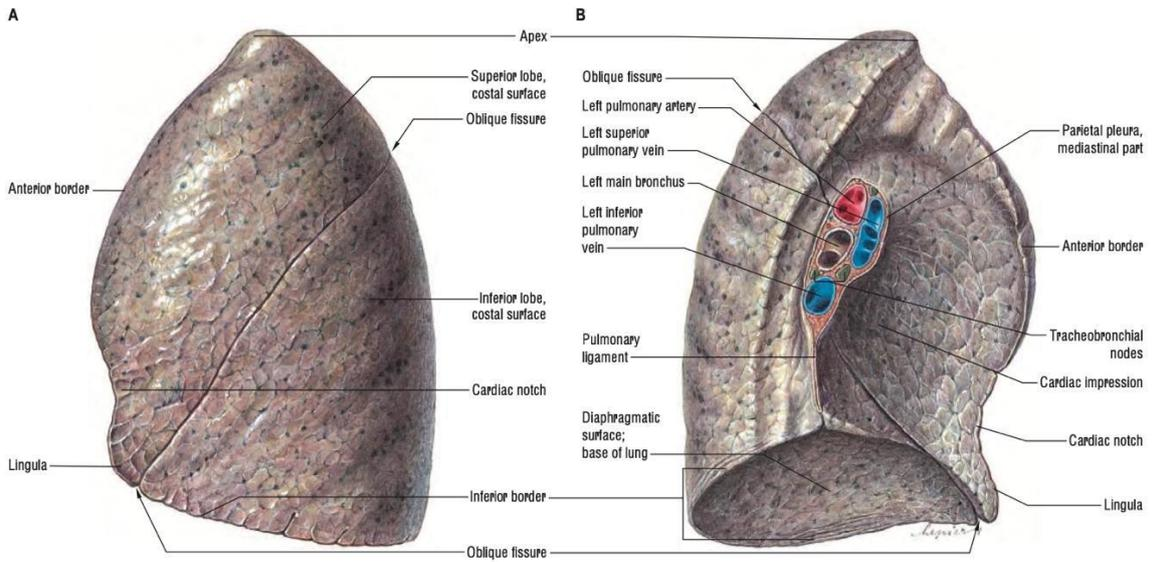 A
B
Apex
Superior lobe,
costal surface
Oblique fissure
Anterior border
Inferior lobe,
costal surface
Cardiac notch
Lingula
Inferior border
Oblique fissure
Oblique fissure
Left pulmonary artery
Left superior
pulmonary vein
Left main bronchus
Left inferior
pulmonary
vein
Pulmonary
ligament
Diaphragmatic
surface;
base of lung
Parietal pleura,
mediastinal part
Anterior border
Tracheobronchial
nodes
Cardiac impression
Cardiac notch
Lingula